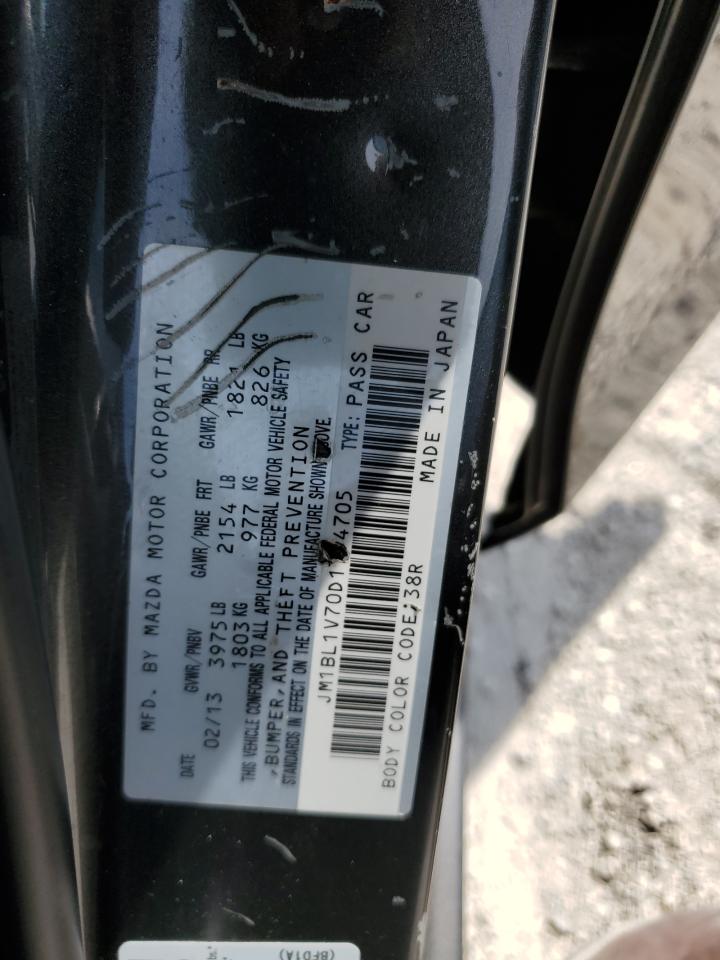 MFD. BY MAZDA MOTOR CORPORATION
DATE GVWR/PNBV GAWR/PNBE FRT GAWR/PNBE RR
02/13 3975 LB 2154 LB LB
1803 KG 977 KG 826 KG
THIS VEHICLE CONFORMS TO ALL APPLICABLE FEDERAL MOTOR VEHICLE SAFETY
,BUMPER, AND THEFT PREVENTION
STANDARDS IN EFFECT ON THE DATE OF MANUFACTURE SHOWN ABOVE
TYPE: PASS CAR
BODY COLOR CODE: 38R MADE IN JAPAN
(BFD1A)